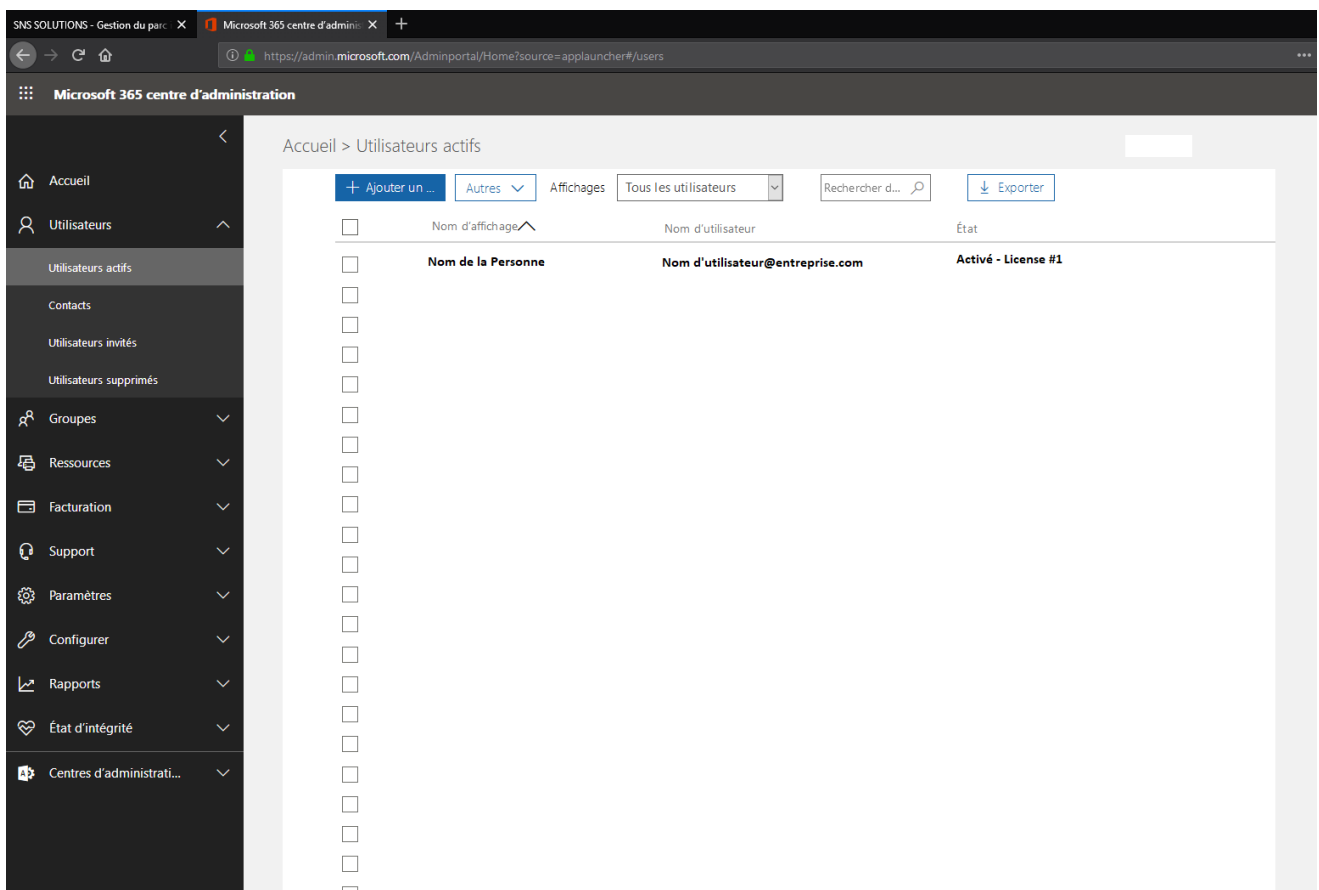 SNS SOLUTIONS - Gestion du parc
Microsoft 365 centre d'adminis
https://admin.microsoft.com/Adminportal/Home?source=applauncher#/users
Microsoft 365 centre d'administration
Accueil > Utilisateurs actifs
Accueil
Utilisateurs
Utilisateurs actifs
Contacts
Utilisateurs invités
Utilisateurs supprimés
Groupes
Ressources
Facturation
Support
Paramètres
Configurer
Rapports
État d'intégrité
Centres d'administrati...
+ Ajouter un ... Autres Affichages Tous les utilisateurs Rechercher d... Exporter
Nom d'affichage Nom d'utilisateur État
Nom de la Personne Nom d'utilisateur@entreprise.com Activé - License #1